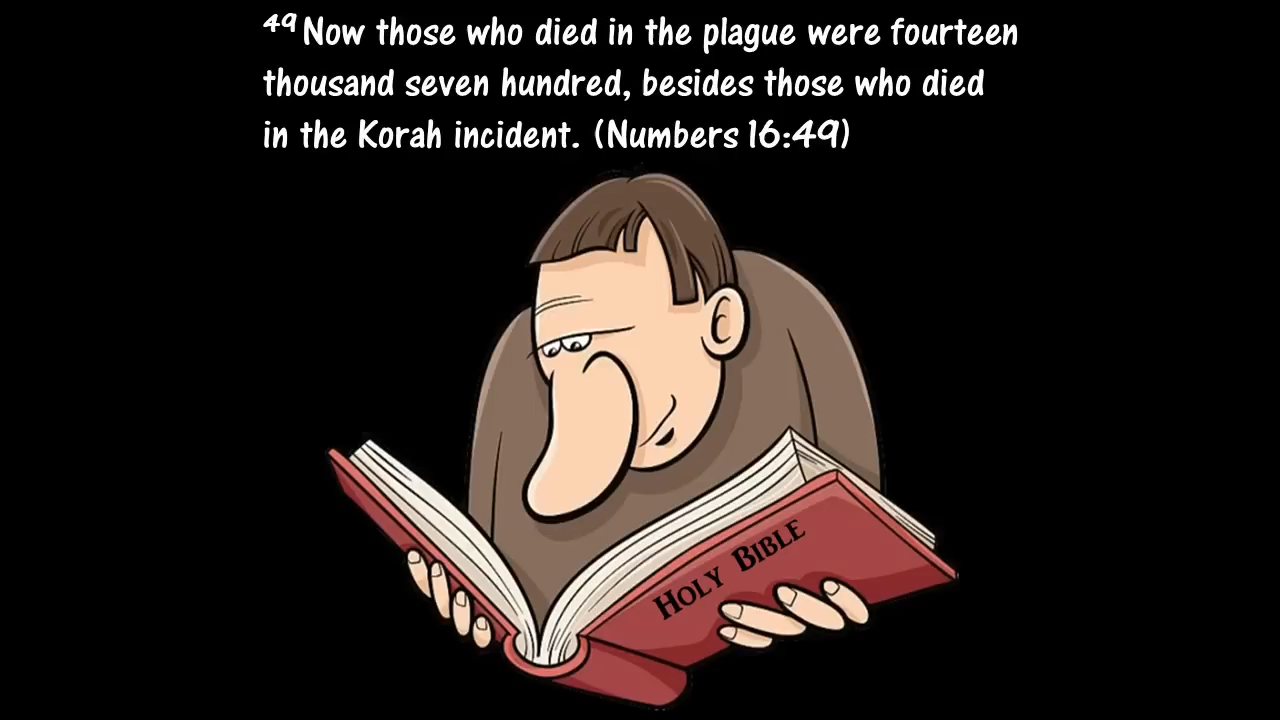 49 Now those who died in the plague were fourteen
thousand seven hundred, besides those who died
in the Korah incident. (Numbers 16:49)
HOLY BIBLE